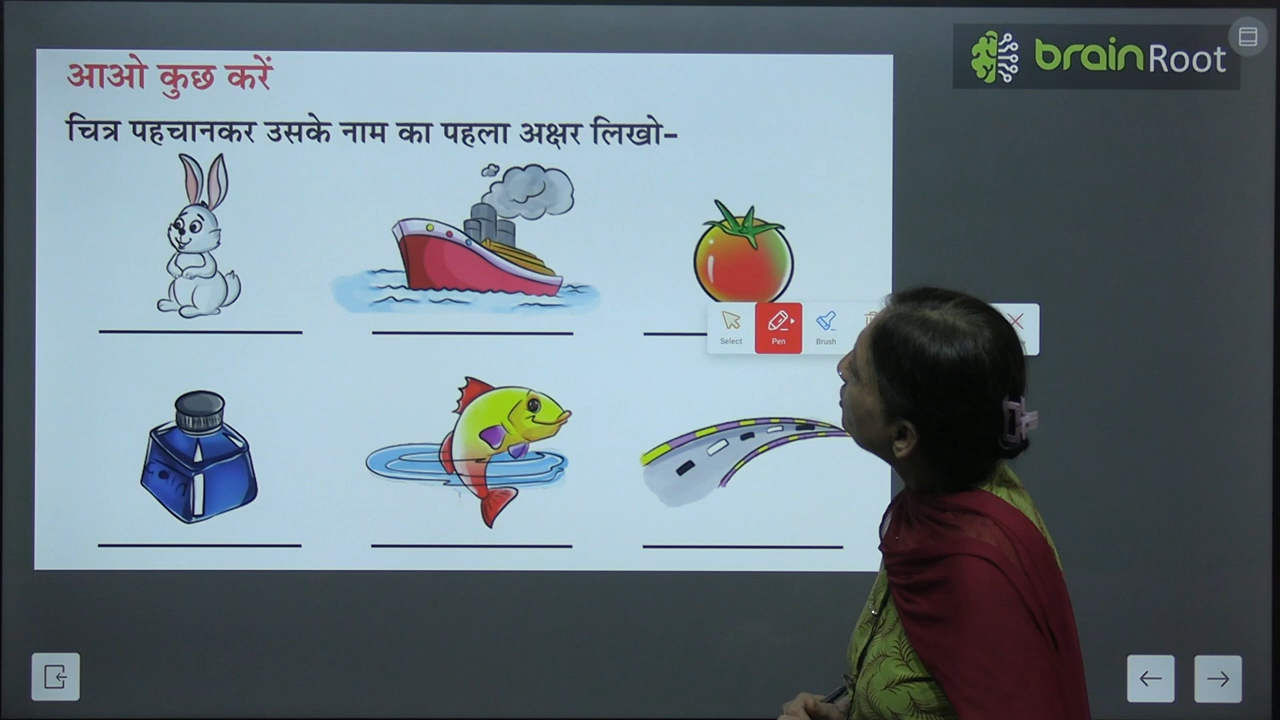 आओ कुछ करें
brainRoot
चित्र पहचानकर उसके नाम का पहला अक्षर लिखो-
Select
Pen
Brush